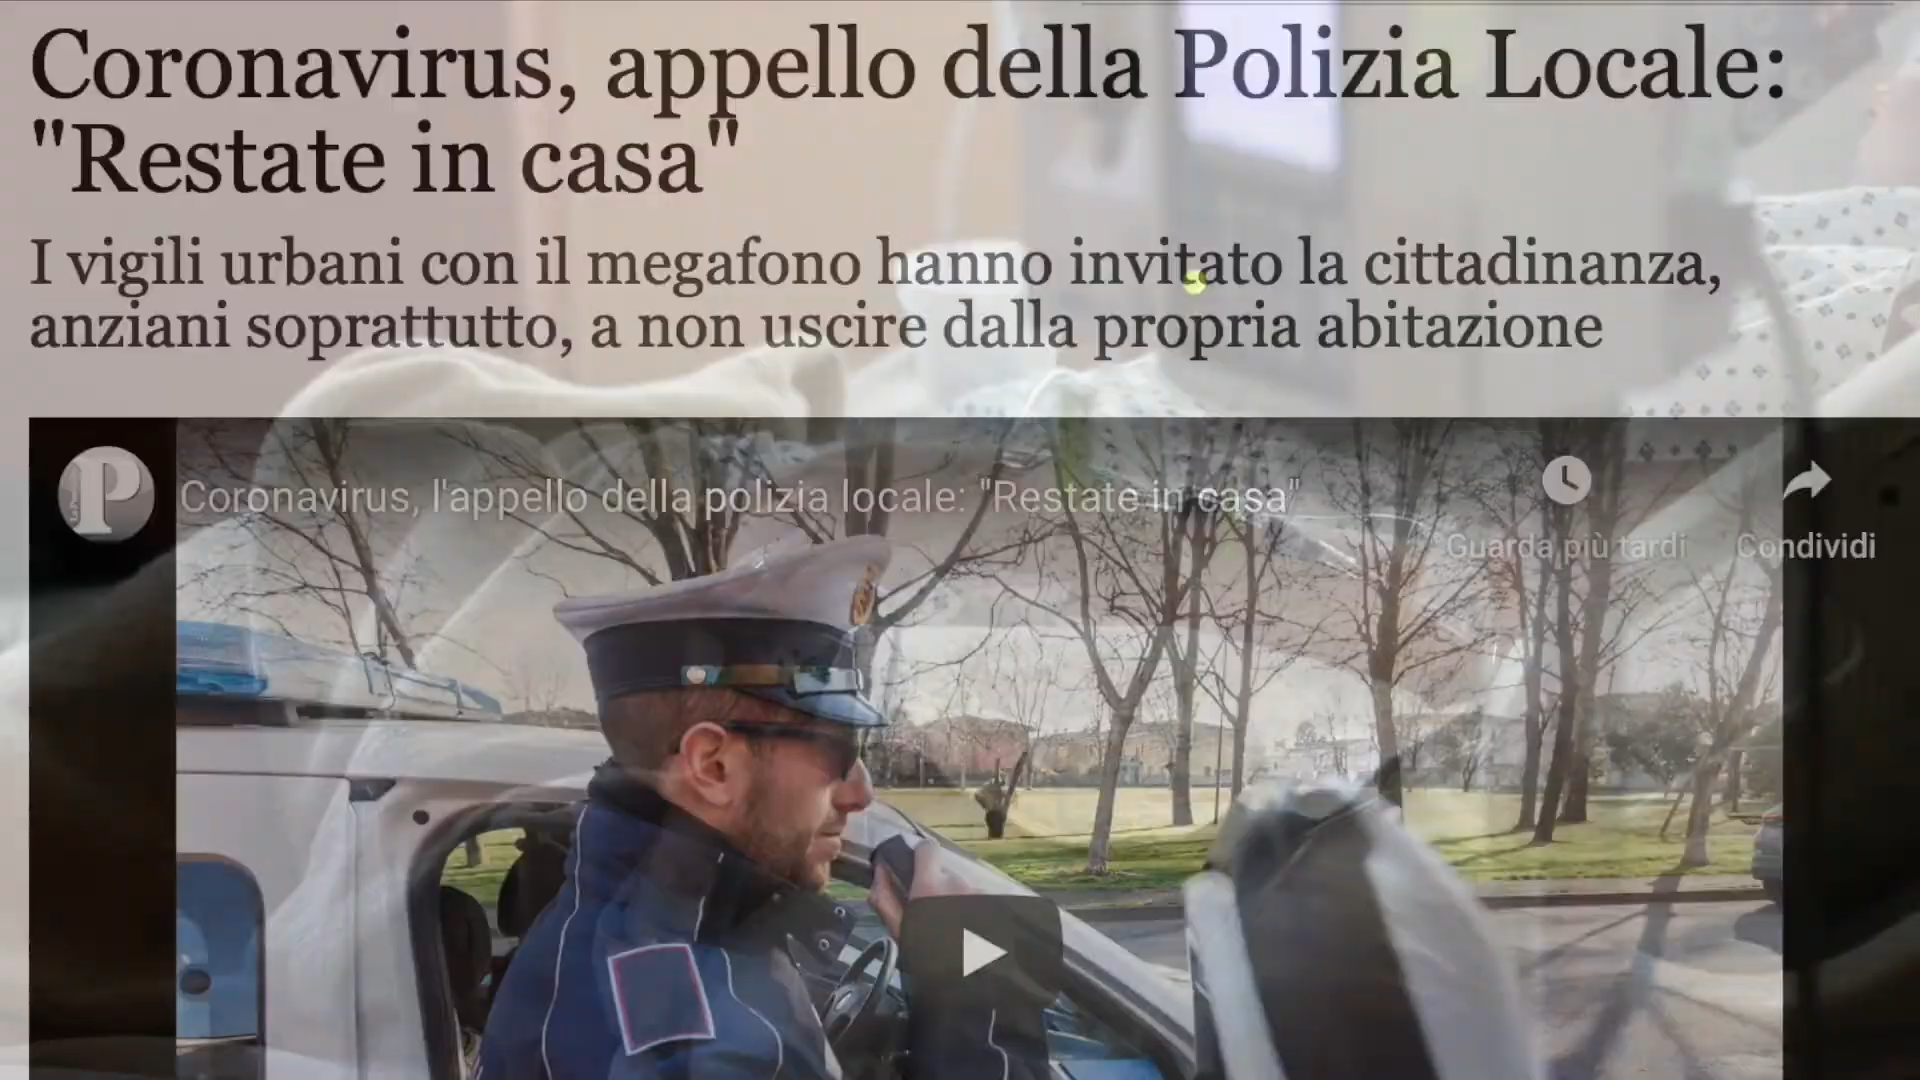 Coronavirus, appello della Polizia Locale:
"Restate in casa"
I vigili urbani con il megafono hanno invitato la cittadinanza,
anziani soprattutto, a non uscire dalla propria abitazione
P
Coronavirus, l'appello della polizia locale: "Restate in casa"
Guarda più tardi
Condividi